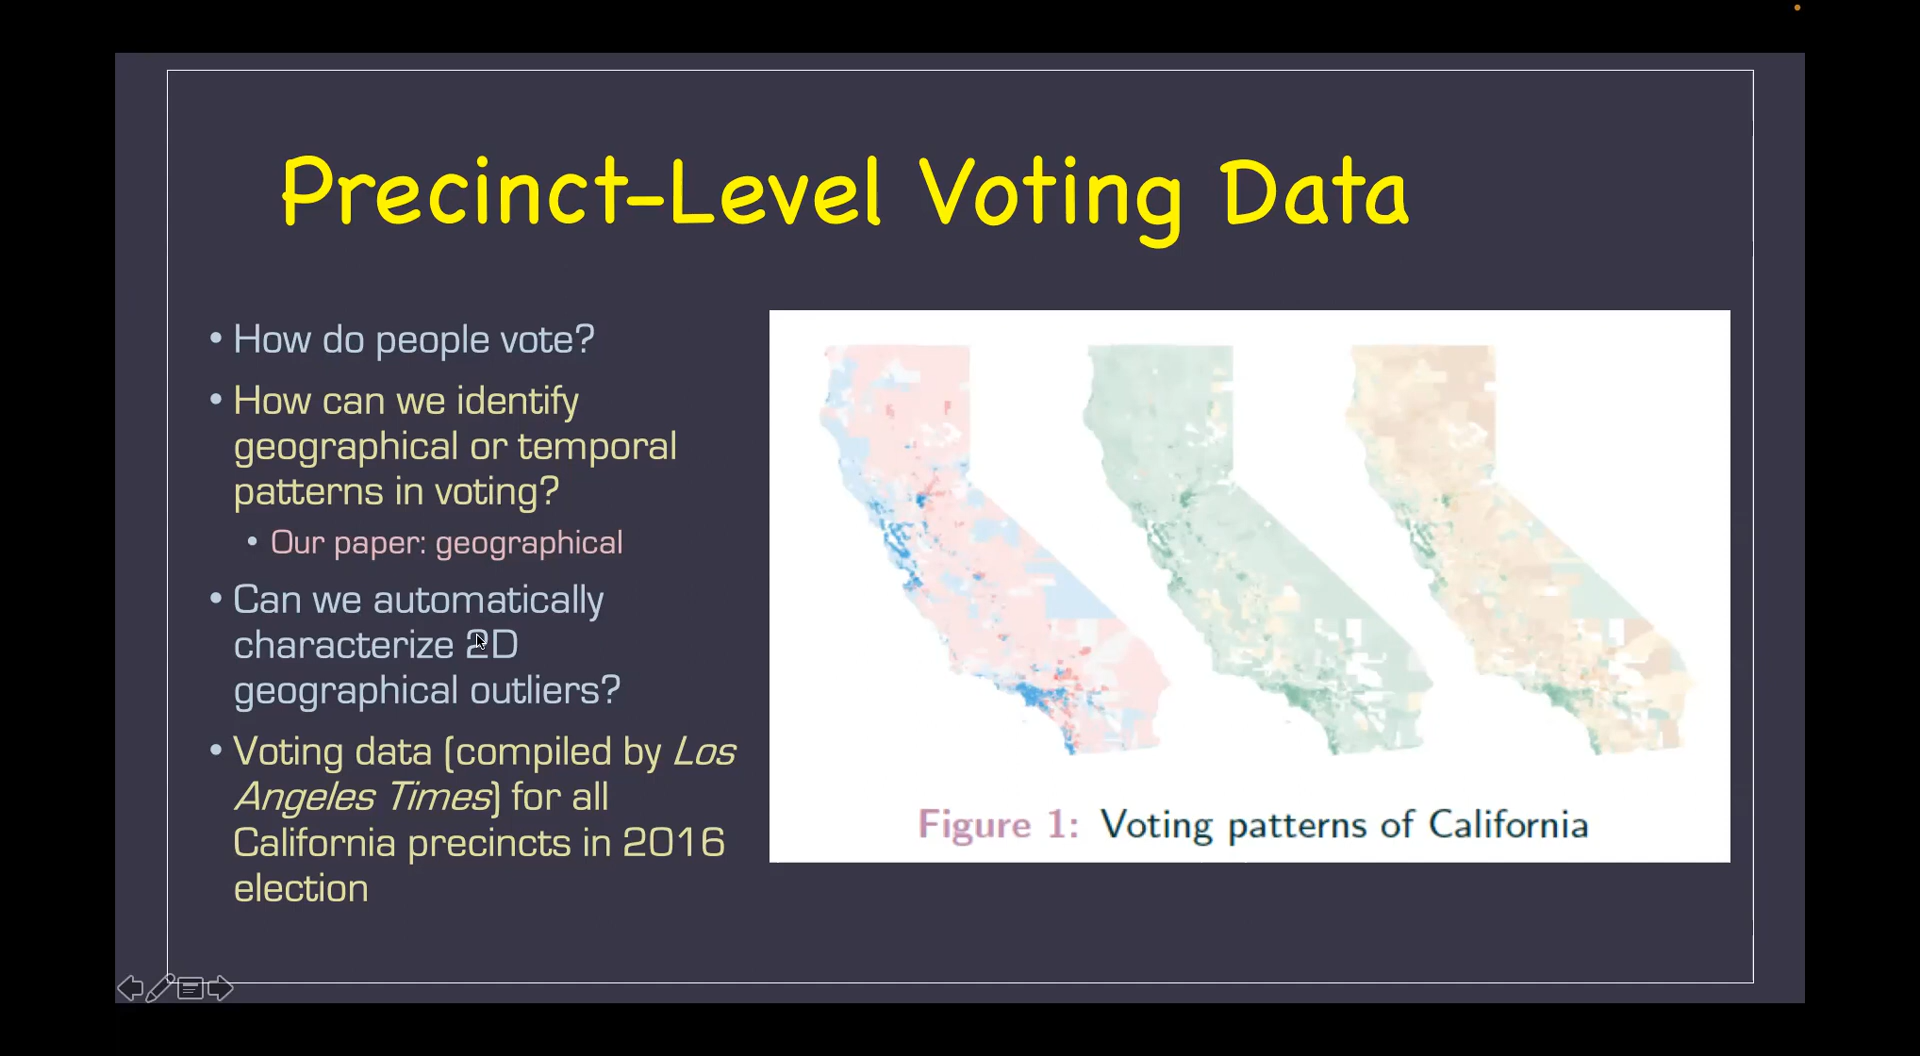 Precinct-Level Voting Data
• How do people vote?
• How can we identify
geographical or temporal
patterns in voting?
• Our paper: geographical
• Can we automatically
characterize 2D
geographical outliers?
• Voting data (compiled by Los
Angeles Times) for all
California precincts in 2016
election
Figure 1: Voting patterns of California